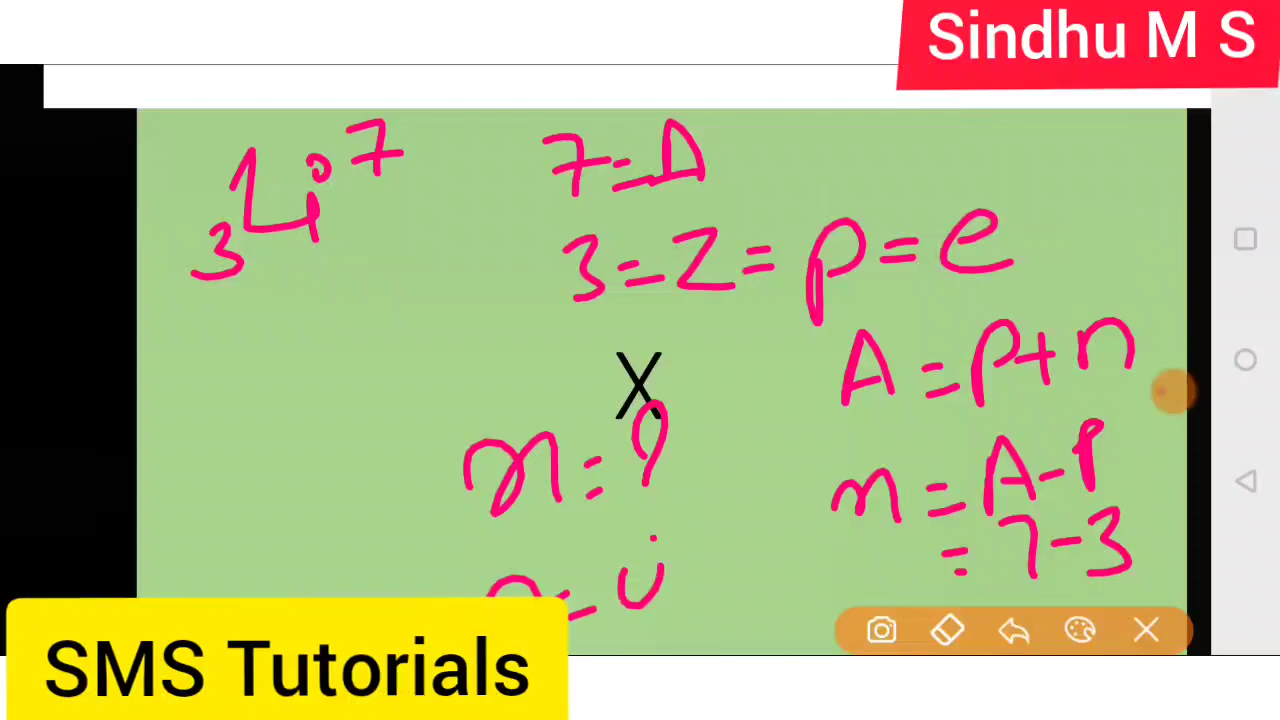 Sindhu M S
₃Li⁷
7 = A
3 = Z = p = e
X
A = p + n
n = ?
n = A - P
= 7 - 3
SMS Tutorials